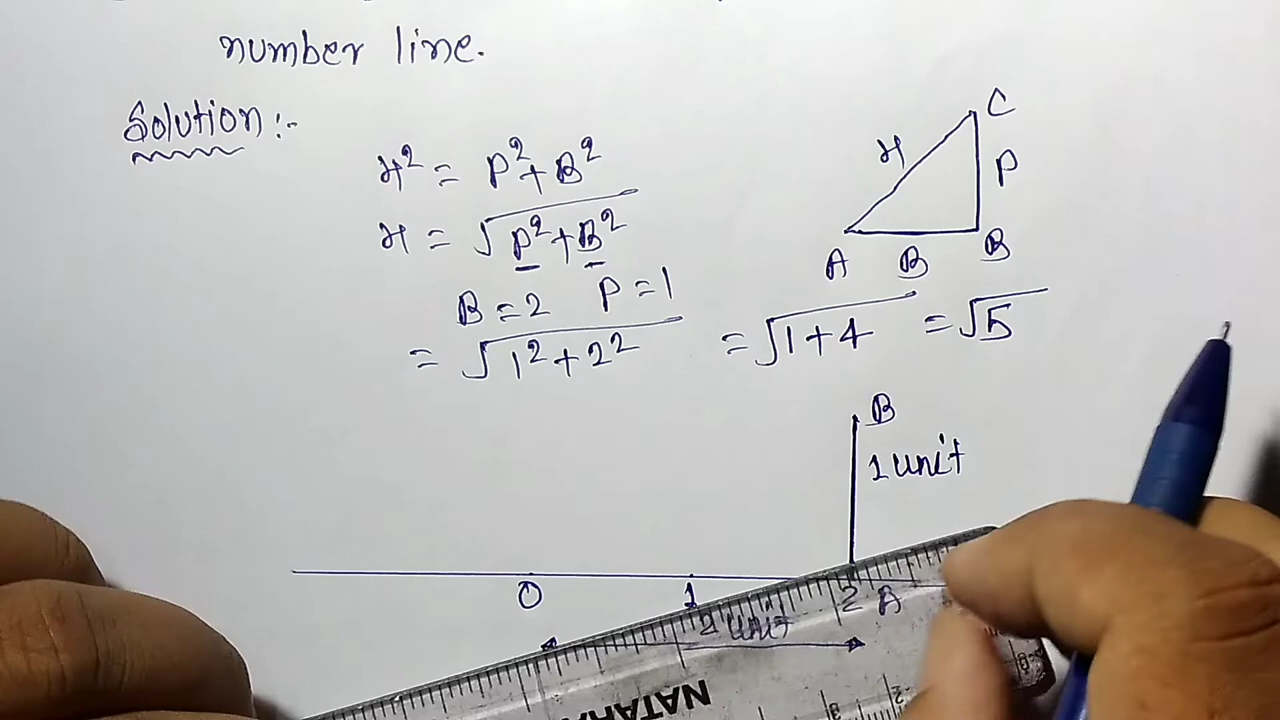 number line.
Solution:-
H² = P² + B²
H = √P² + B²
B = 2 P = 1
= √1² + 2² = √1+4 = √5
C
H
P
A B B
B
1 unit
0 1 2 A
2 unit
NATARA